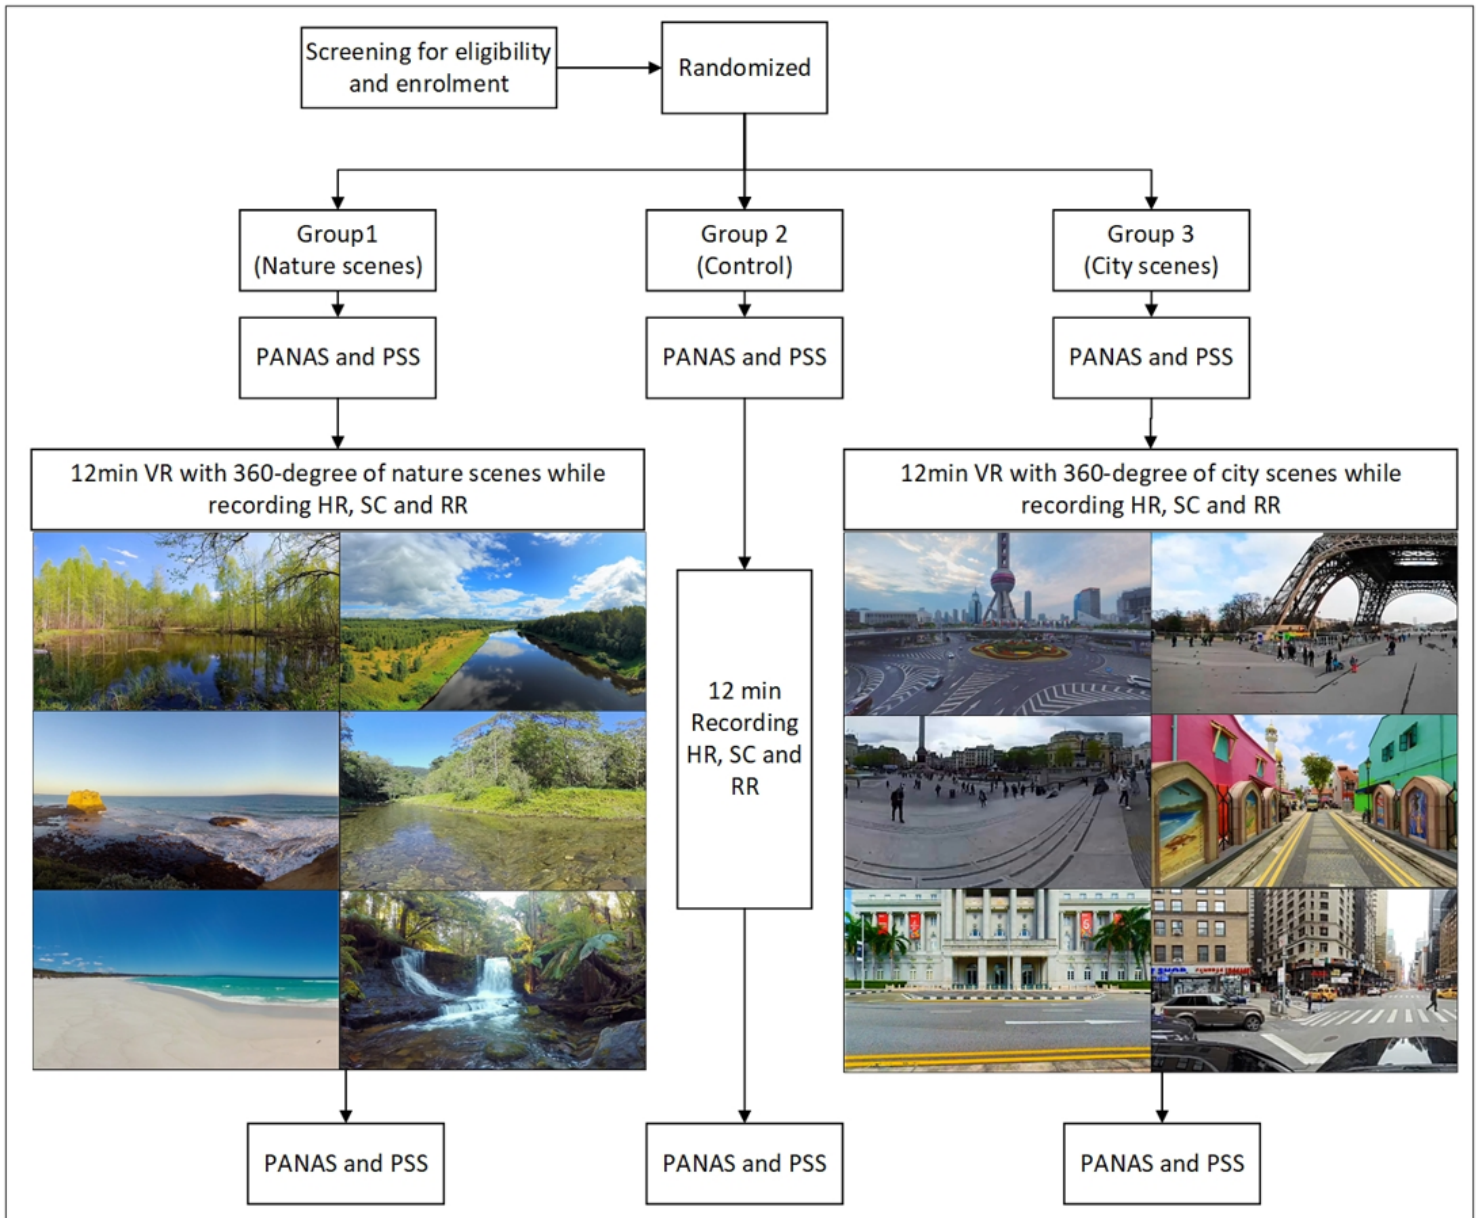 Screening for eligibility
and enrolment
Randomized
Group1
(Nature scenes)
Group 2
(Control)
Group 3
(City scenes)
PANAS and PSS
PANAS and PSS
PANAS and PSS
12min VR with 360-degree of nature scenes while
recording HR, SC and RR
12 min
Recording
HR, SC and
RR
12min VR with 360-degree of city scenes while
recording HR, SC and RR
PANAS and PSS
PANAS and PSS
PANAS and PSS